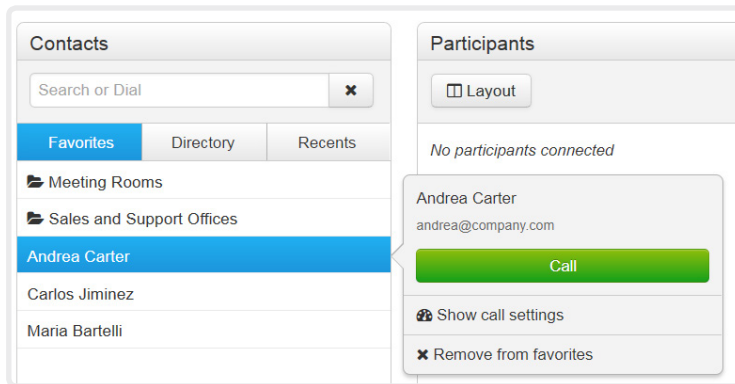 Contacts
Search or Dial
Favorites Directory Recents
Meeting Rooms
Sales and Support Offices
Andrea Carter
Carlos Jiminez
Maria Bartelli
Participants
Layout
No participants connected
Andrea Carter
andrea@company.com
Call
Show call settings
Remove from favorites